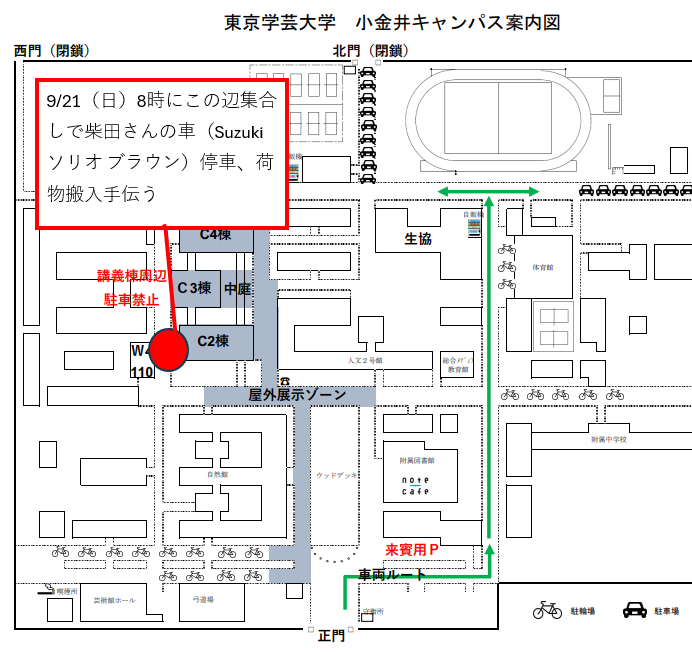 東京学芸大学　小金井キャンパス案内図
西門（閉鎖）
北門（閉鎖）
9/21（日）8時にこの辺集合
しで柴田さんの車（Suzuki
ソリオ ブラウン）停車、荷
物搬入手伝う
自販機
生協
体育館
C4棟
講義棟周辺
駐車禁止
C3棟
中庭
C2棟
W4
110
人文２号館
総合ﾒﾃﾞｨｱ
教育館
屋外展示ゾーン
附属中学校
自然館
ウッドデッキ
附属図書館
note
cafe
来賓用Ｐ
車両ルート
喫煙所
芸術館ホール
弓道場
守衛所
正門
駐輪場
駐車場